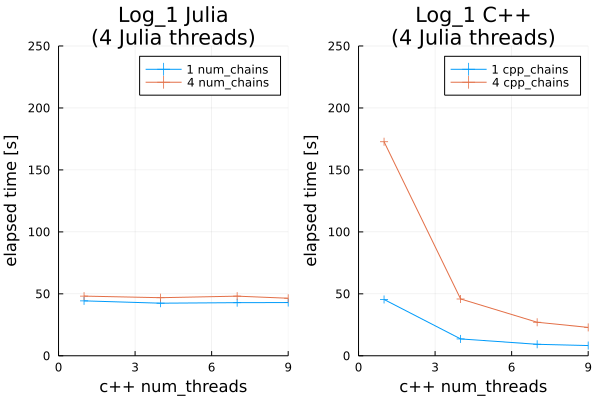 Log_1 Julia
(4 Julia threads)
1 num_chains
4 num_chains
250
200
150
100
50
0
0
3
6
9
elapsed time [s]
c++ num_threads
Log_1 C++
(4 Julia threads)
1 cpp_chains
4 cpp_chains
250
200
150
100
50
0
0
3
6
9
elapsed time [s]
c++ num_threads